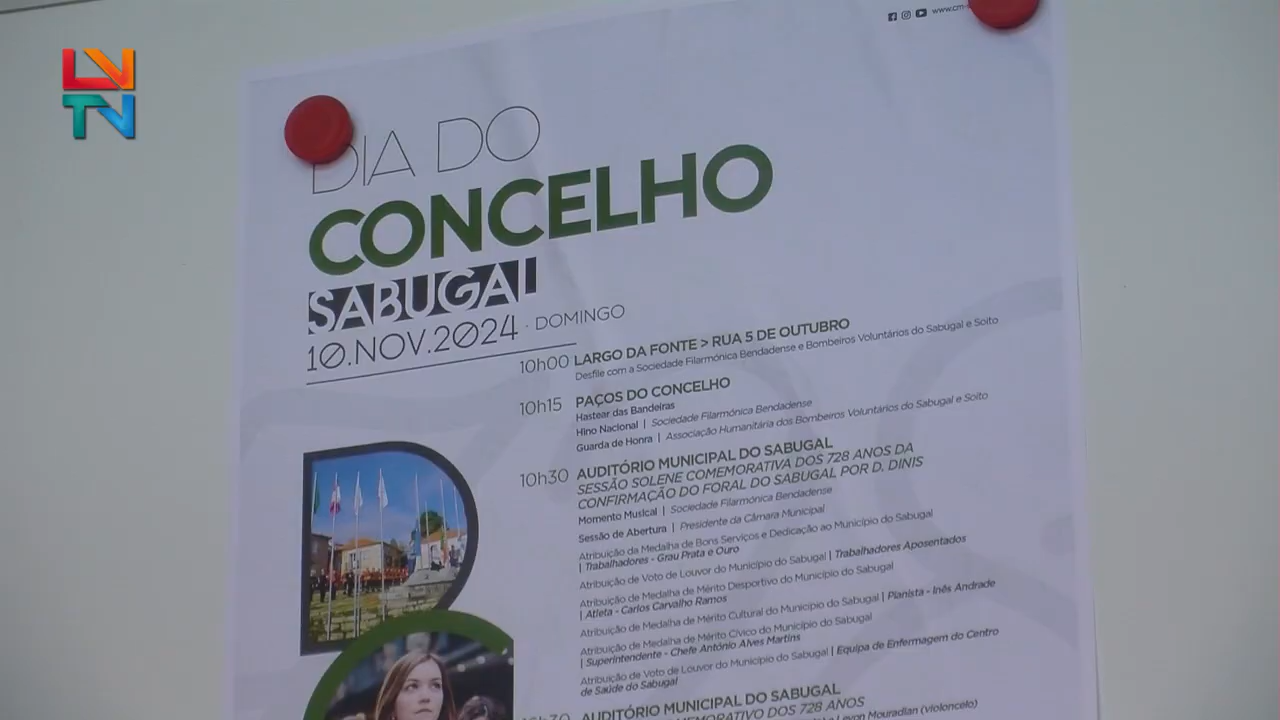 LV
TV
www.cm-
DIA DO
CONCELHO
SABUGAL
10.NOV.2024 · DOMINGO
10h00 LARGO DA FONTE > RUA 5 DE OUTUBRO
Desfile com a Sociedade Filarmónica Bendadense e Bombeiros Voluntários do Sabugal e Soito
10h15 PAÇOS DO CONCELHO
Hastear das Bandeiras
Hino Nacional | Sociedade Filarmónica Bendadense
Guarda de Honra | Associação Humanitária dos Bombeiros Voluntários do Sabugal e Soito
10h30 AUDITÓRIO MUNICIPAL DO SABUGAL
SESSÃO SOLENE COMEMORATIVA DOS 728 ANOS DA
CONFIRMAÇÃO DO FORAL DO SABUGAL POR D. DINIS
Momento Musical | Sociedade Filarmónica Bendadense
Sessão de Abertura | Presidente da Câmara Municipal
Atribuição da Medalha de Bons Serviços e Dedicação ao Município do Sabugal
| Trabalhadores - Grau Prata e Ouro
Atribuição de Voto de Louvor do Município do Sabugal | Trabalhadores Aposentados
Atribuição de Medalha de Mérito Desportivo do Município do Sabugal
| Atleta - Carlos Carvalho Ramos
Atribuição de Medalha de Mérito Cultural do Município do Sabugal | Pianista - Inês Andrade
Atribuição de Medalha de Mérito Cívico do Município do Sabugal
| Superintendente - Chefe António Alves Martins
Atribuição de Voto de Louvor do Município do Sabugal | Equipa de Enfermagem do Centro
de Saúde do Sabugal
AUDITÓRIO MUNICIPAL DO SABUGAL
COMEMORATIVO DOS 728 ANOS
Levon Mouradian (violoncelo)